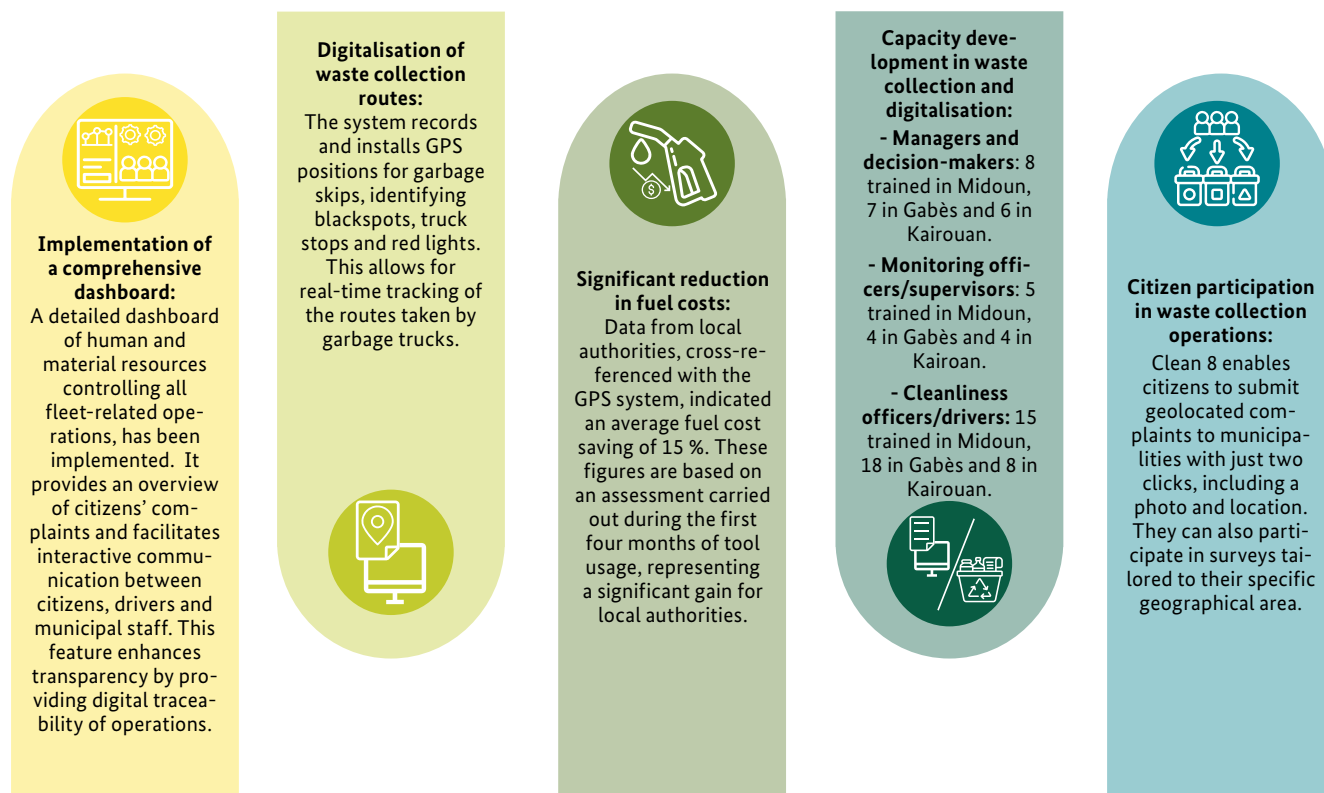 Implementation of
a comprehensive
dashboard:
A detailed dashboard
of human and
material resources
controlling all
fleet-related ope-
rations, has been
implemented. It
provides an overview
of citizens’ com-
plaints and facilitates
interactive commu-
nication between
citizens, drivers and
municipal staff. This
feature enhances
transparency by pro-
viding digital tracea-
bility of operations.
Digitalisation of
waste collection
routes:
The system records
and installs GPS
positions for garbage
skips, identifying
blackspots, truck
stops and red lights.
This allows for
real-time tracking of
the routes taken by
garbage trucks.
Significant reduction
in fuel costs:
Data from local
authorities, cross-re-
ferenced with the
GPS system, indicated
an average fuel cost
saving of 15 %. These
figures are based on
an assessment carried
out during the first
four months of tool
usage, representing
a significant gain for
local authorities.
Capacity deve-
lopment in waste
collection and
digitalisation:
- Managers and
decision-makers: 8
trained in Midoun,
7 in Gabès and 6 in
Kairouan.
- Monitoring offi-
cers/supervisors: 5
trained in Midoun,
4 in Gabès and 4 in
Kairoan.
- Cleanliness
officers/drivers: 15
trained in Midoun,
18 in Gabès and 8 in
Kairouan.
Citizen participation
in waste collection
operations:
Clean 8 enables
citizens to submit
geolocated com-
plaints to municipa-
lities with just two
clicks, including a
photo and location.
They can also parti-
cipate in surveys tai-
lored to their specific
geographical area.